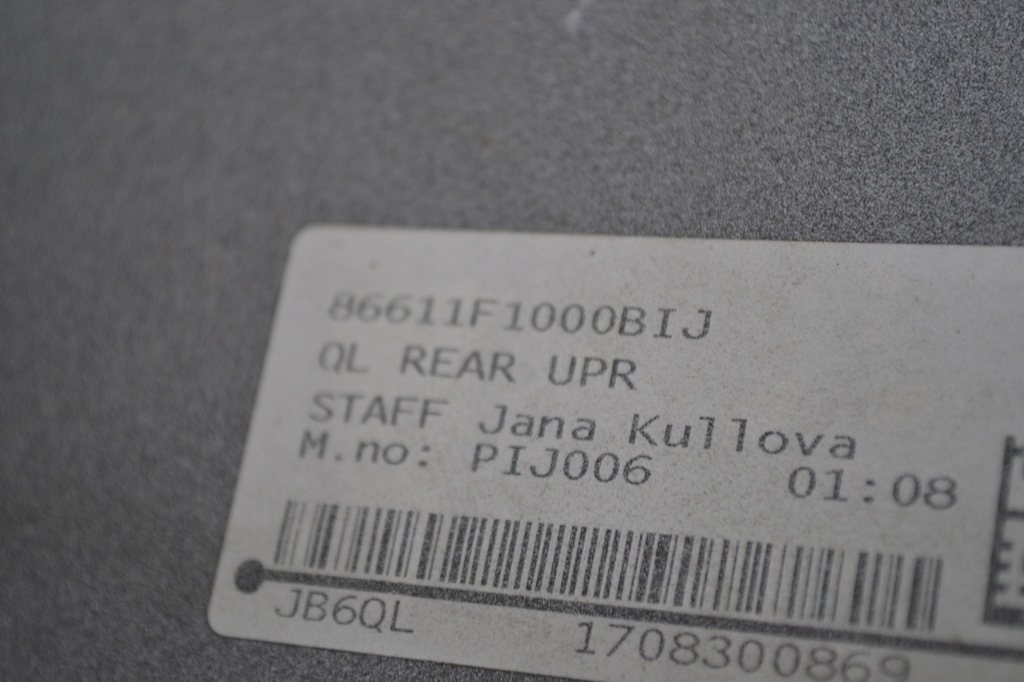 86611F1000BIJ
QL REAR UPR
STAFF Jana Kullova
M.no: PIJ006 01:08
JB6QL 1708300869